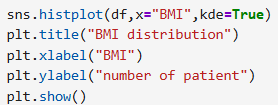 sns.histplot(df,x="BMI",kde=True)
plt.title("BMI distribution")
plt.xlabel("BMI")
plt.ylabel("number of patient")
plt.show()